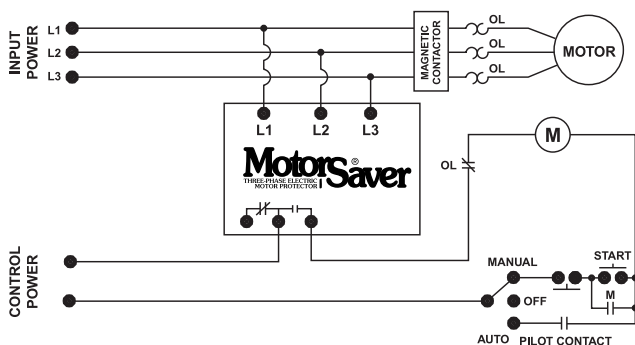 INPUT
POWER
L1
L2
L3
MAGNETIC
CONTACTOR
OL
OL
OL
MOTOR
L1 L2 L3
MotorSaver®
THREE-PHASE ELECTRIC
MOTOR PROTECTOR
OL
M
CONTROL
POWER
MANUAL
OFF
AUTO
START
M
PILOT CONTACT